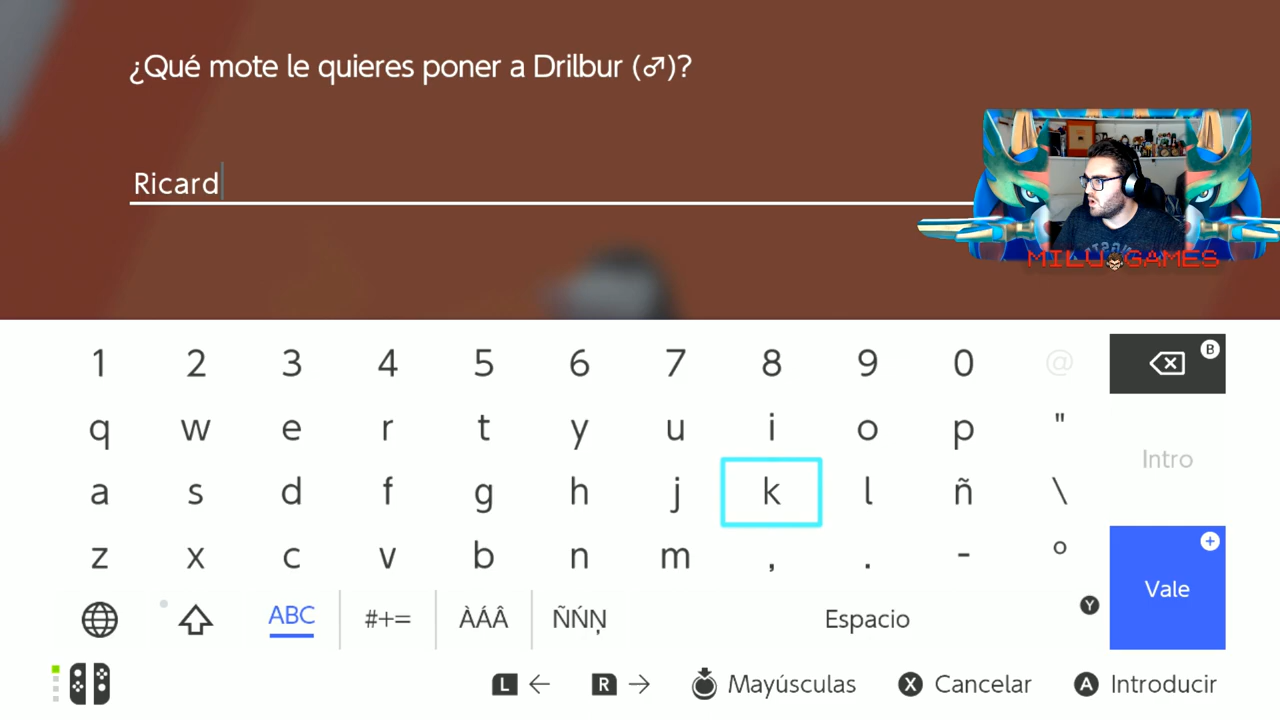 ¿Qué mote le quieres poner a Drilbur (♂)?
Ricard
MILU GAMES
1 2 3 4 5 6 7 8 9 0 @ B
q w e r t y u i o p "
Intro
a s d f g h j k l ñ \
z x c v b n m , . - º
+
Vale
ABC #+= ÀÁÂ ÑŃŅ Espacio Y
L ← R → Mayúsculas X Cancelar A Introducir